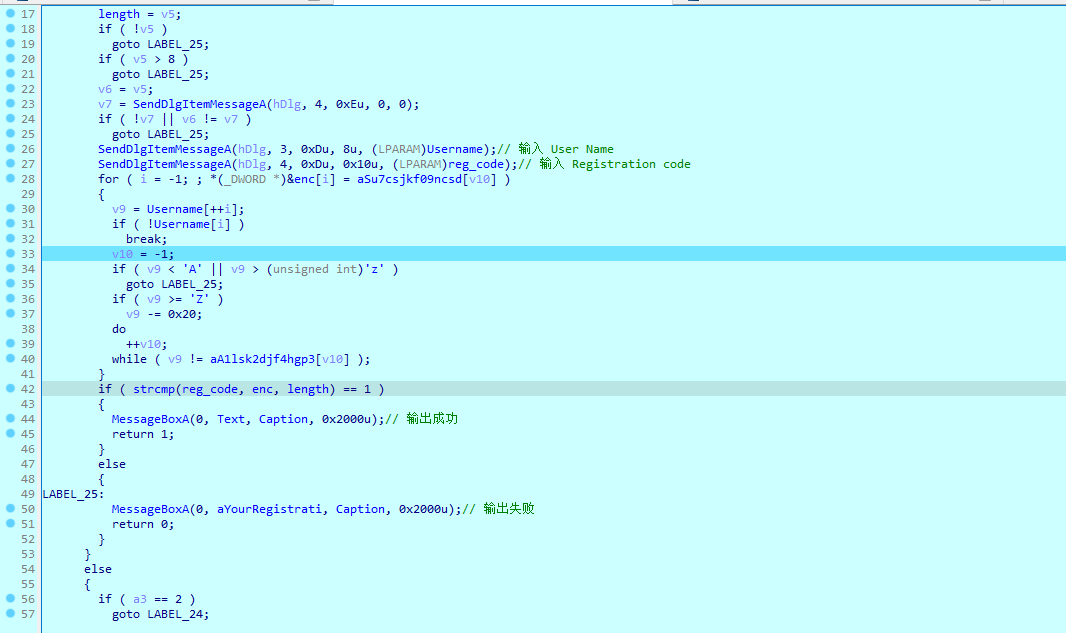 17 length = v5;
18 if ( !v5 )
19 goto LABEL_25;
20 if ( v5 > 8 )
21 goto LABEL_25;
22 v6 = v5;
23 v7 = SendDlgItemMessageA(hDlg, 4, 0xEu, 0, 0);
24 if ( !v7 || v6 != v7 )
25 goto LABEL_25;
26 SendDlgItemMessageA(hDlg, 3, 0xDu, 8u, (LPARAM)Username);// 输入 User Name
27 SendDlgItemMessageA(hDlg, 4, 0xDu, 0x10u, (LPARAM)reg_code);// 输入 Registration code
28 for ( i = -1; ; *(_DWORD *)&enc[i] = aSu7csjkf09ncsd[v10] )
29 {
30 v9 = Username[++i];
31 if ( !Username[i] )
32 break;
33 v10 = -1;
34 if ( v9 < 'A' || v9 > (unsigned int)'z' )
35 goto LABEL_25;
36 if ( v9 >= 'Z' )
37 v9 -= 0x20;
38 do
39 ++v10;
40 while ( v9 != aA1lsk2djf4hgp3[v10] );
41 }
42 if ( strcmp(reg_code, enc, length) == 1 )
43 {
44 MessageBoxA(0, Text, Caption, 0x2000u);// 输出成功
45 return 1;
46 }
47 else
48 {
49 LABEL_25:
50 MessageBoxA(0, aYourRegistrati, Caption, 0x2000u);// 输出失败
51 return 0;
52 }
53 }
54 else
55 {
56 if ( a3 == 2 )
57 goto LABEL_24;